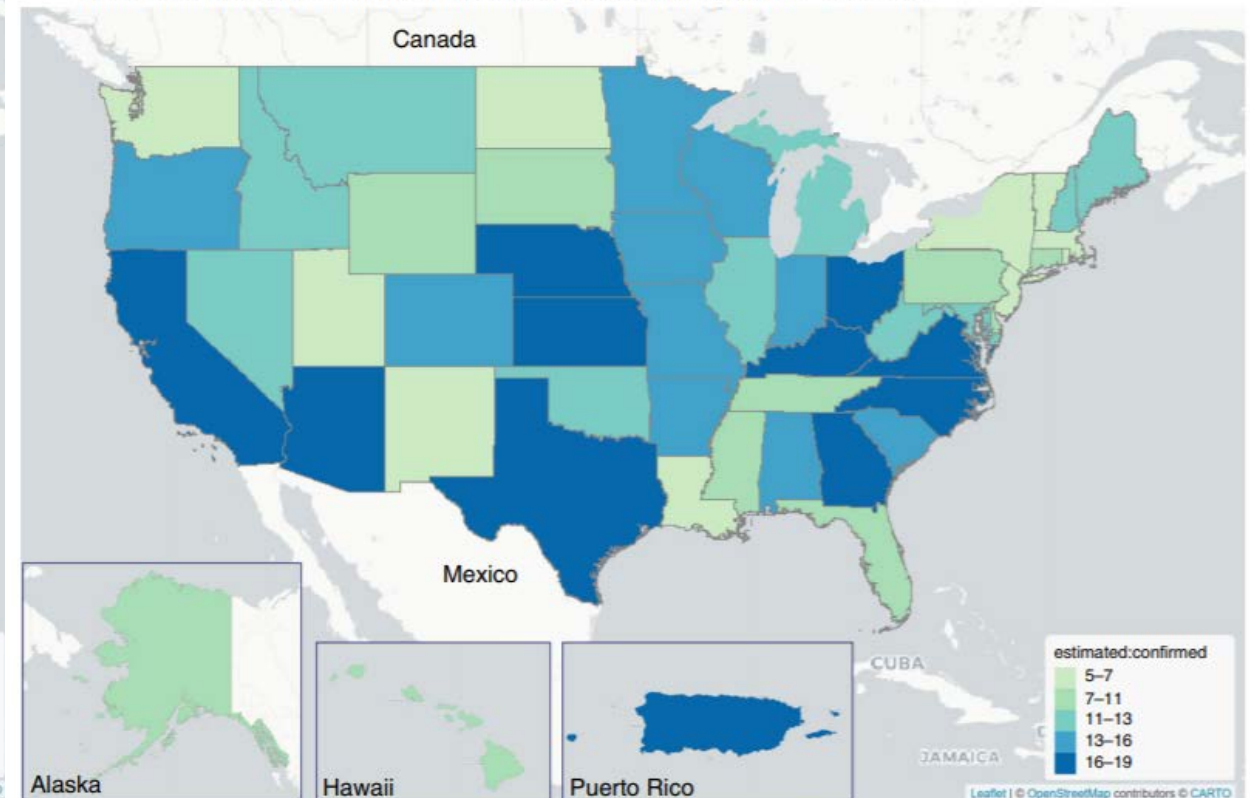 Canada
Mexico
CUBA
JAMAICA
estimated:confirmed
5–7
7–11
11–13
13–16
16–19
Alaska
Hawaii
Puerto Rico
Leaflet | © OpenStreetMap contributors © CARTO